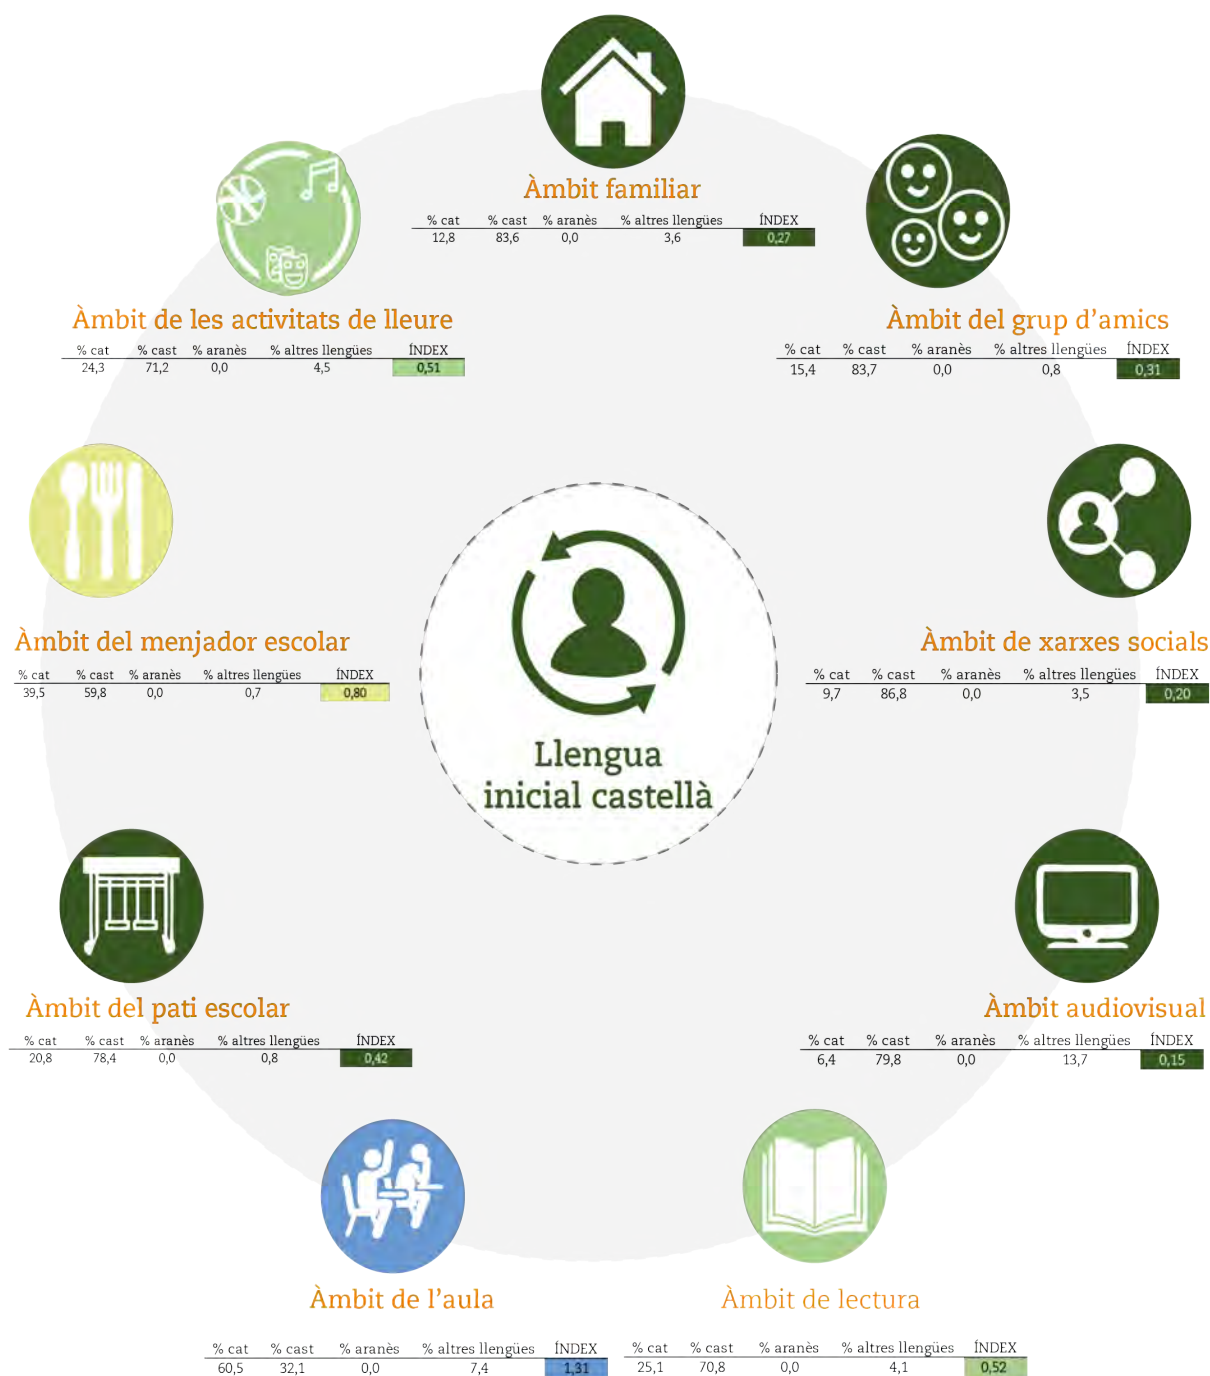 Àmbit familiar
% cat % cast % aranès % altres llengües ÍNDEX
12,8 83,6 0,0 3,6 0,27
Àmbit del grup d'amics
% cat % cast % aranès % altres llengües ÍNDEX
15,4 83,7 0,0 0,8 0,31
Àmbit de xarxes socials
% cat % cast % aranès % altres llengües ÍNDEX
9,7 86,8 0,0 3,5 0,20
Àmbit audiovisual
% cat % cast % aranès % altres llengües ÍNDEX
6,4 79,8 0,0 13,7 0,15
Àmbit de lectura
% cat % cast % aranès % altres llengües ÍNDEX
25,1 70,8 0,0 4,1 0,52
Àmbit de l'aula
% cat % cast % aranès % altres llengües ÍNDEX
60,5 32,1 0,0 7,4 1,31
Àmbit del pati escolar
% cat % cast % aranès % altres llengües ÍNDEX
20,8 78,4 0,0 0,8 0,42
Àmbit del menjador escolar
% cat % cast % aranès % altres llengües ÍNDEX
39,5 59,8 0,0 0,7 0,80
Àmbit de les activitats de lleure
% cat % cast % aranès % altres llengües ÍNDEX
24,3 71,2 0,0 4,5 0,51
Llengua
inicial castellà